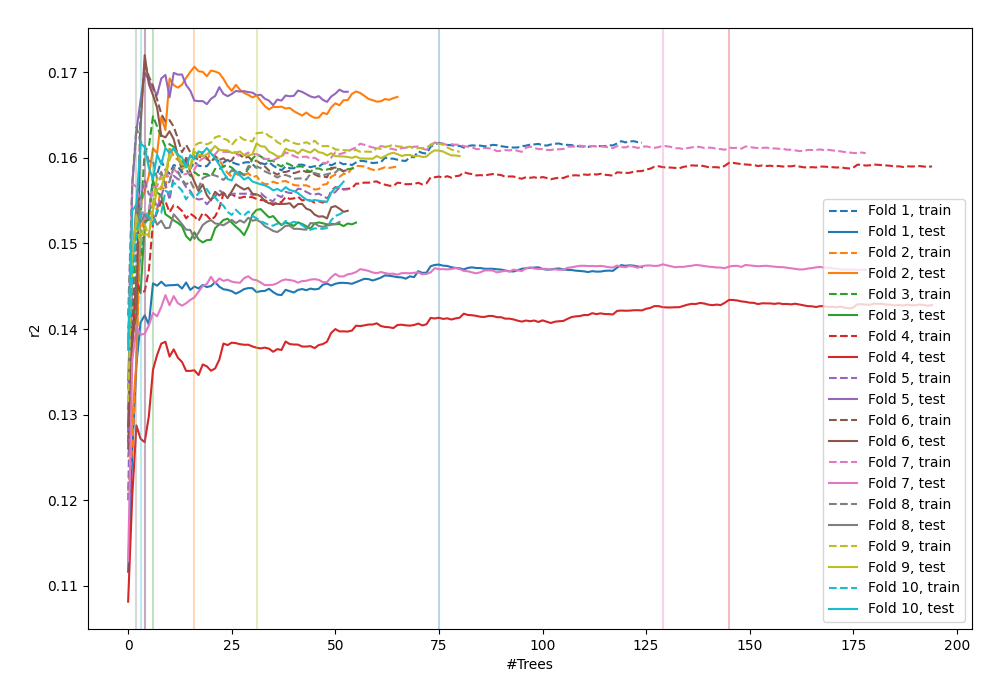 0.17
0.16
0.15
0.14
0.13
0.12
0.11
r2
0
25
50
75
100
125
150
175
200
#Trees
Fold 1, train
Fold 1, test
Fold 2, train
Fold 2, test
Fold 3, train
Fold 3, test
Fold 4, train
Fold 4, test
Fold 5, train
Fold 5, test
Fold 6, train
Fold 6, test
Fold 7, train
Fold 7, test
Fold 8, train
Fold 8, test
Fold 9, train
Fold 9, test
Fold 10, train
Fold 10, test